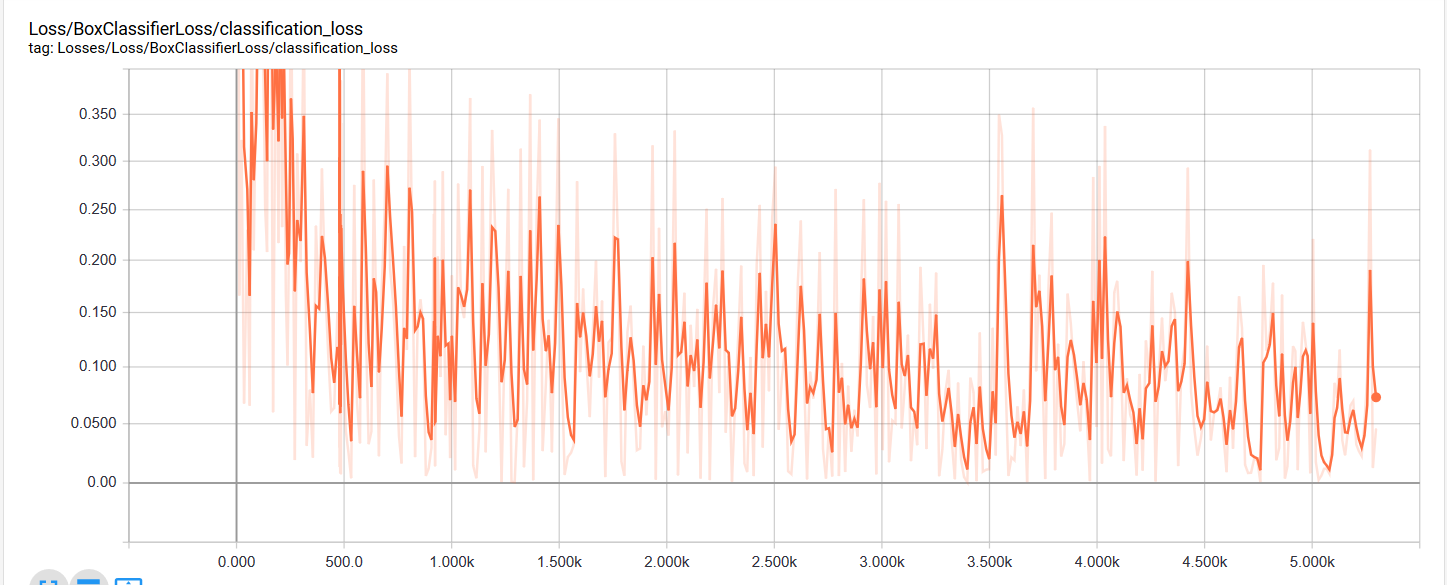 Loss/BoxClassifierLoss/classification_loss
tag: Losses/Loss/BoxClassifierLoss/classification_loss
0.350
0.300
0.250
0.200
0.150
0.100
0.0500
0.00
0.000 500.0 1.000k 1.500k 2.000k 2.500k 3.000k 3.500k 4.000k 4.500k 5.000k